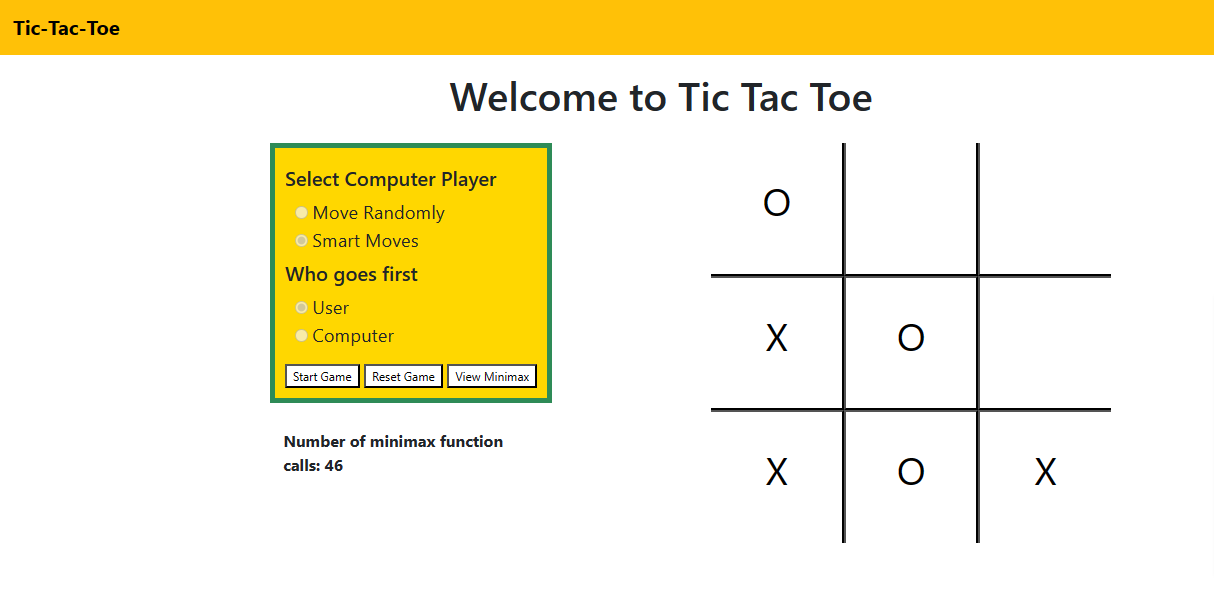 Tic-Tac-Toe
Welcome to Tic Tac Toe
Select Computer Player
Move Randomly
Smart Moves
Who goes first
User
Computer
Start Game Reset Game View Minimax
Number of minimax function
calls: 46
O
X O
X O X